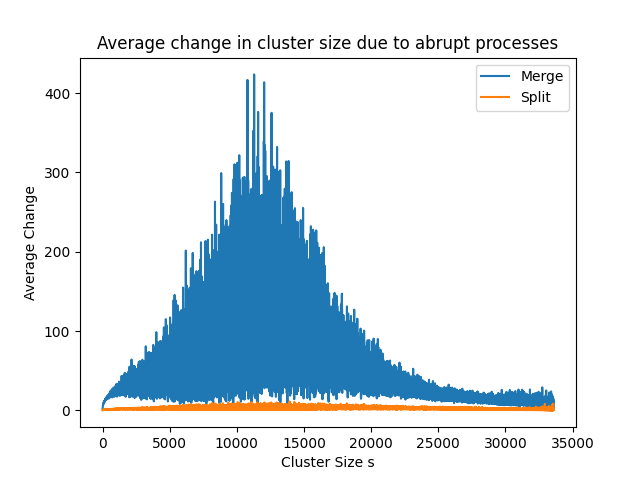 Average change in cluster size due to abrupt processes
Merge
Split
400
300
200
100
0
Average Change
0 5000 10000 15000 20000 25000 30000 35000
Cluster Size s